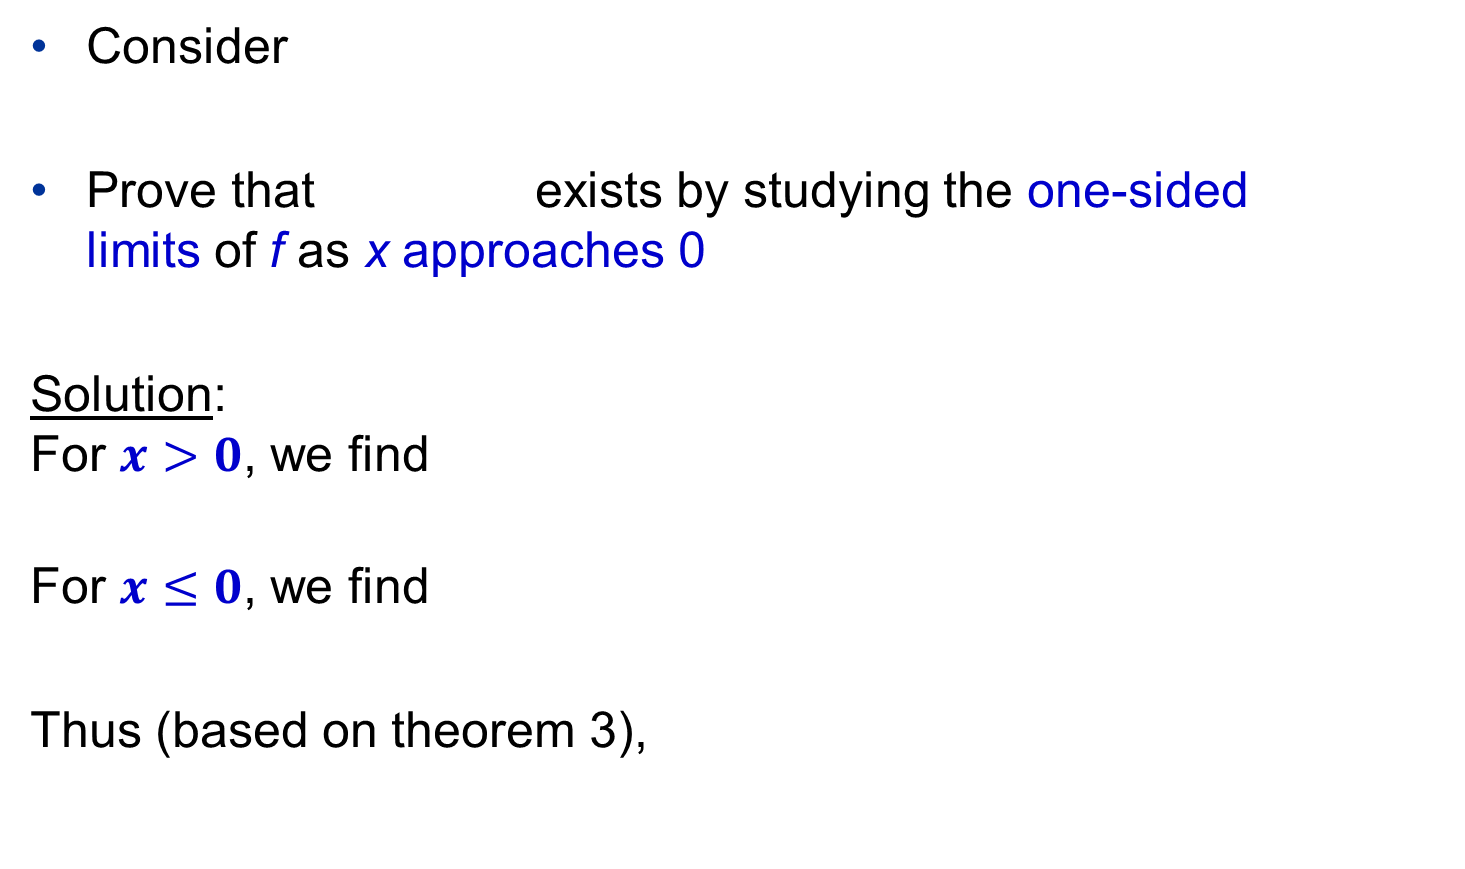 • Consider
• Prove that exists by studying the one-sided
limits of f as x approaches 0
Solution:
For x > 0, we find
For x ≤ 0, we find
Thus (based on theorem 3),